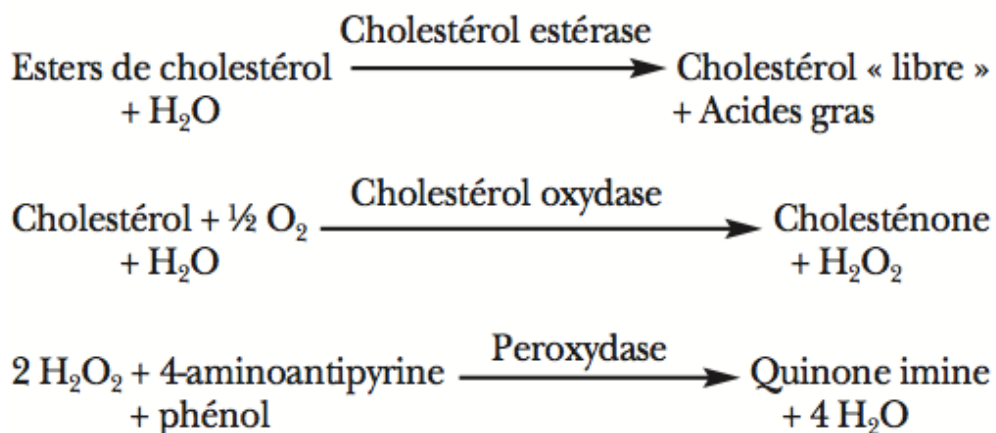 Cholestérol estérase
Esters de cholestérol → Cholestérol « libre »
+ H₂O + Acides gras
Cholestérol oxydase
Cholestérol + ½ O₂ → Cholesténone
+ H₂O + H₂O₂
Peroxydase
2 H₂O₂ + 4-aminoantipyrine → Quinone imine
+ phénol + 4 H₂O